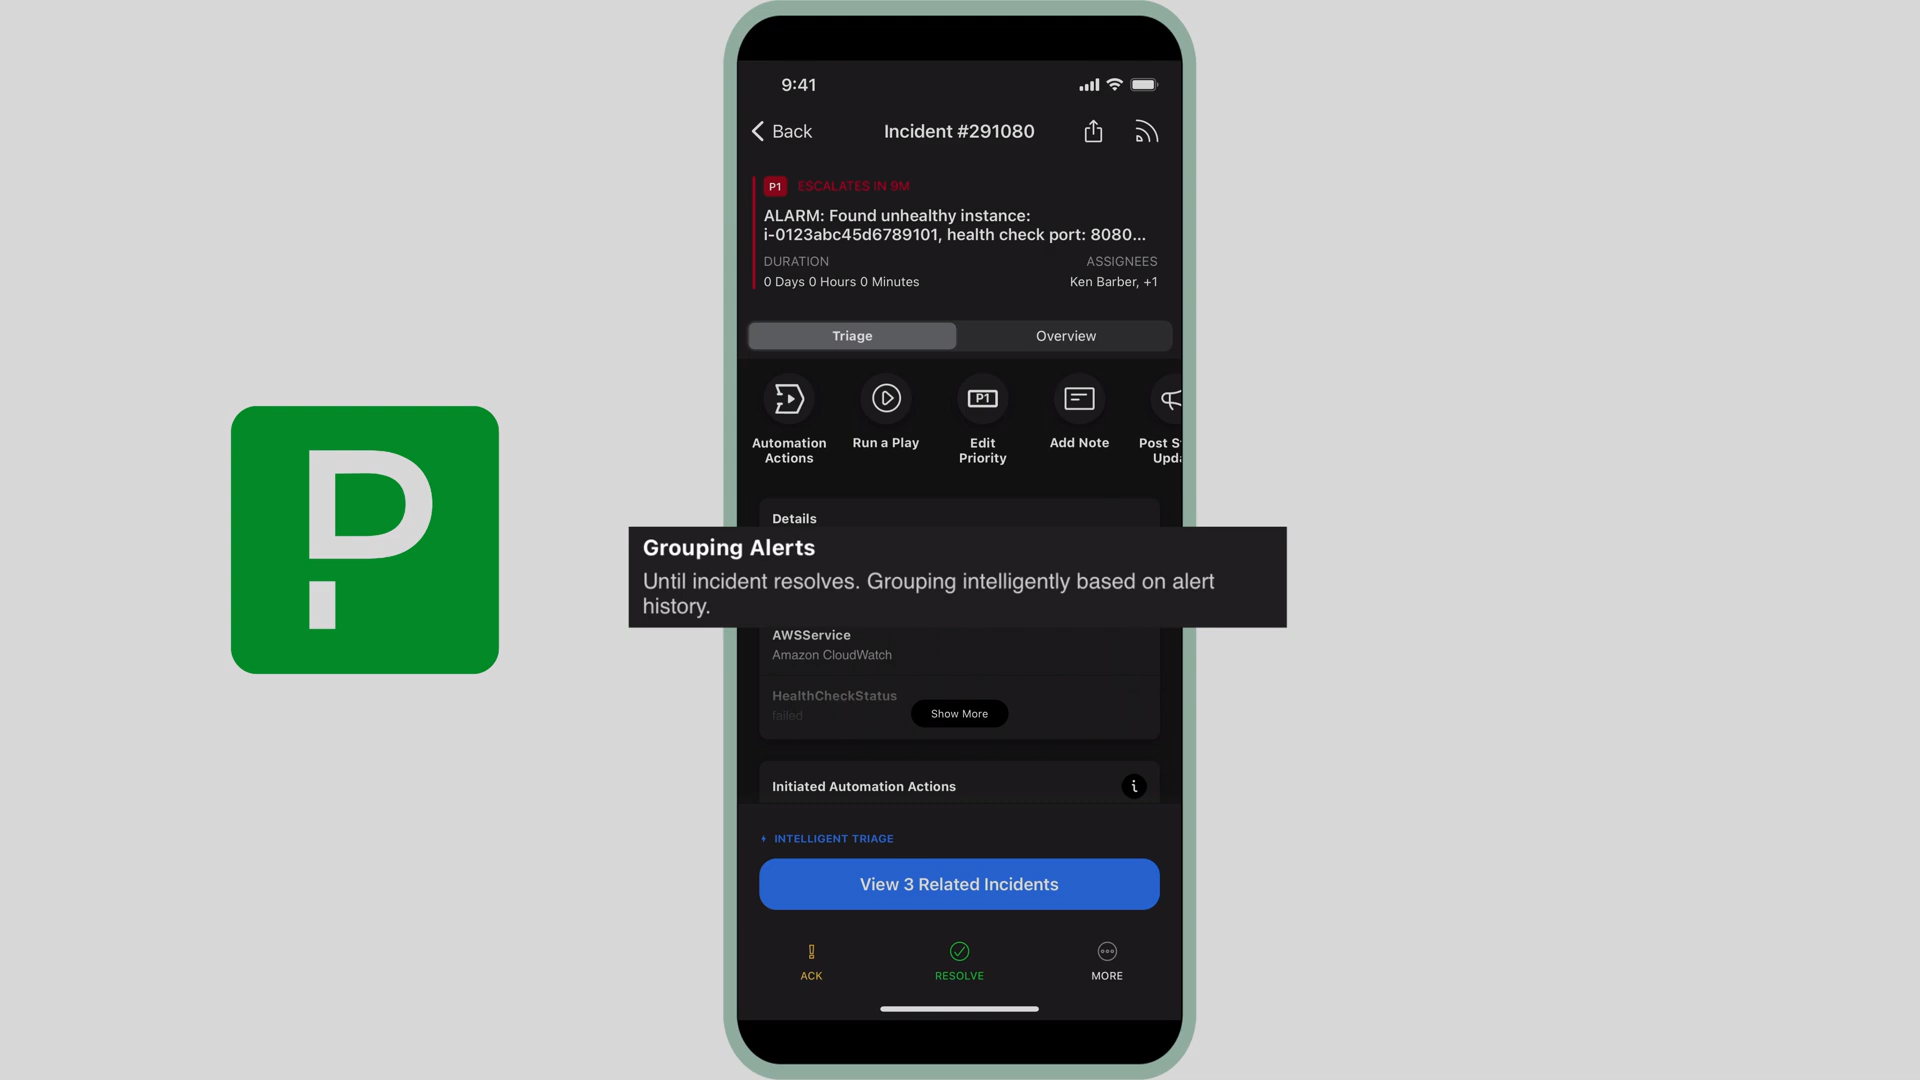 9:41
Back
Incident #291080
P1 ESCALATES IN 9M
ALARM: Found unhealthy instance:
i-0123abc45d6789101, health check port: 8080...
DURATION
ASSIGNEES
0 Days 0 Hours 0 Minutes
Ken Barber, +1
Triage
Overview
P1
Automation
Actions
Run a Play
Edit
Priority
Add Note
Post
Details
Grouping Alerts
Until incident resolves. Grouping intelligently based on alert
history.
AWSService
Amazon CloudWatch
HealthCheckStatus
failed
Show More
Initiated Automation Actions
i
INTELLIGENT TRIAGE
View 3 Related Incidents
ACK
RESOLVE
MORE
P